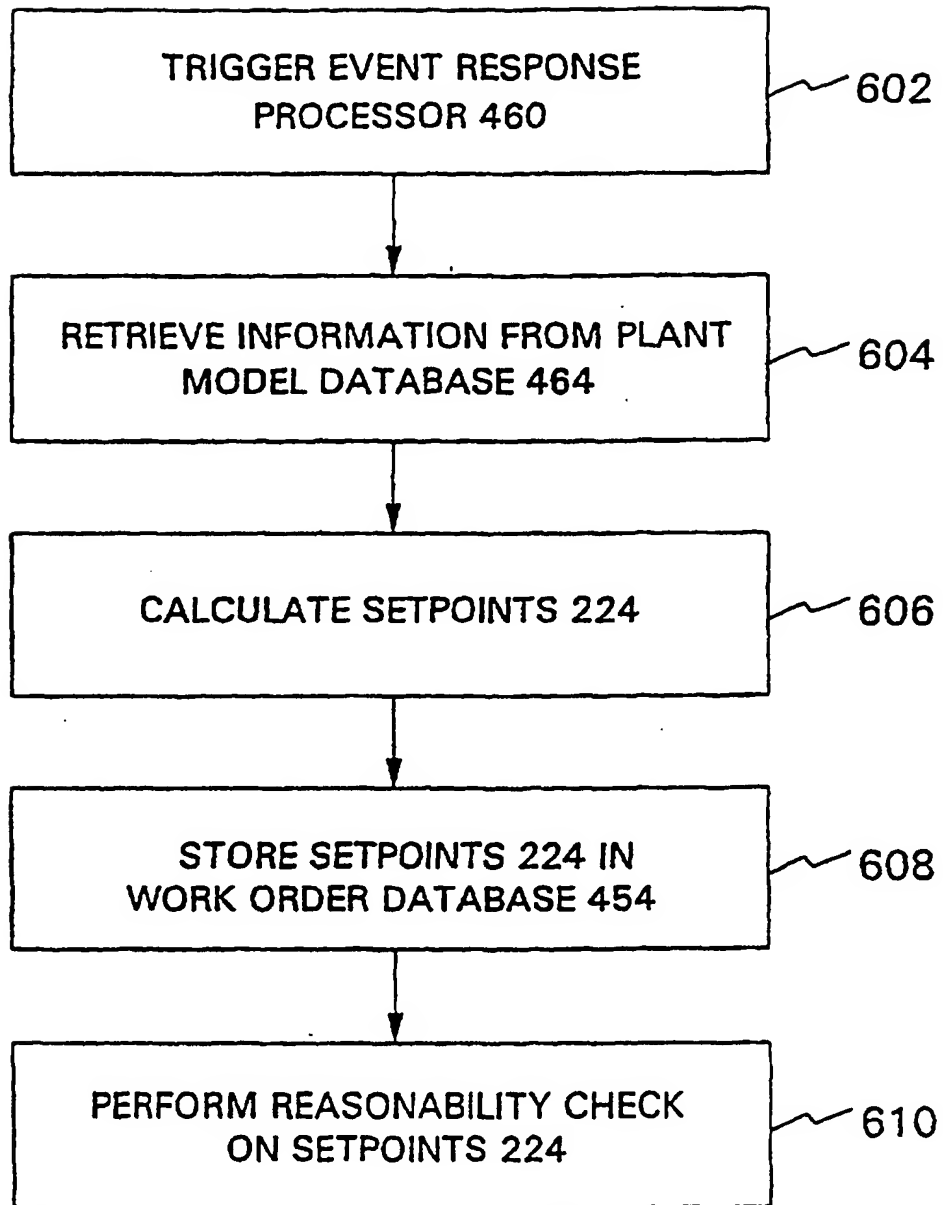 TRIGGER EVENT RESPONSE
PROCESSOR 460
602
RETRIEVE INFORMATION FROM PLANT
MODEL DATABASE 464
604
CALCULATE SETPOINTS 224
606
STORE SETPOINTS 224 IN
WORK ORDER DATABASE 454
608
PERFORM REASONABILITY CHECK
ON SETPOINTS 224
610